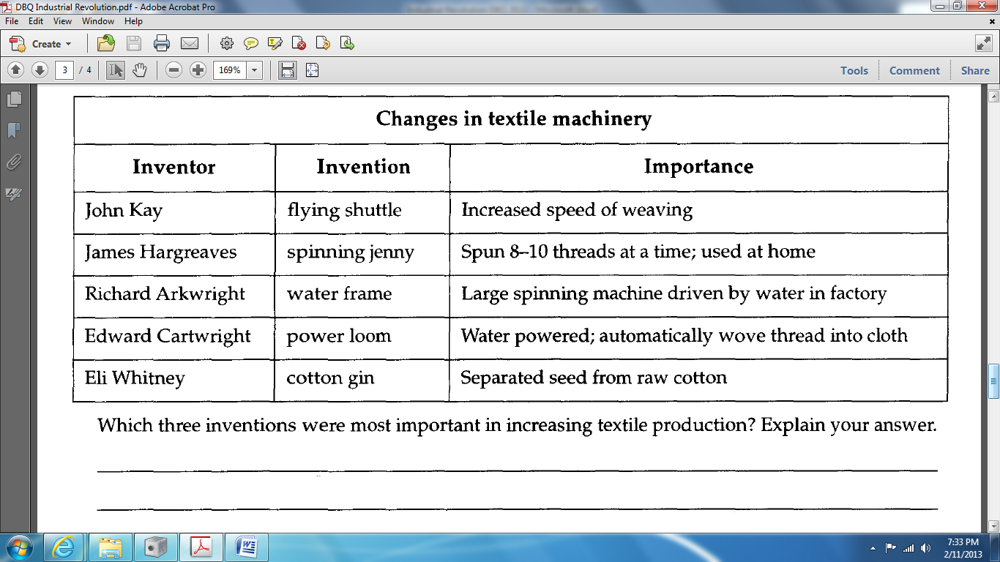 DBQ Industrial Revolution.pdf - Adobe Acrobat Pro
File Edit View Window Help
Create
3 / 4 169% Tools Comment Share
Changes in textile machinery
Inventor Invention Importance
John Kay flying shuttle Increased speed of weaving
James Hargreaves spinning jenny Spun 8–10 threads at a time; used at home
Richard Arkwright water frame Large spinning machine driven by water in factory
Edward Cartwright power loom Water powered; automatically wove thread into cloth
Eli Whitney cotton gin Separated seed from raw cotton
Which three inventions were most important in increasing textile production? Explain your answer.
7:33 PM
2/11/2013